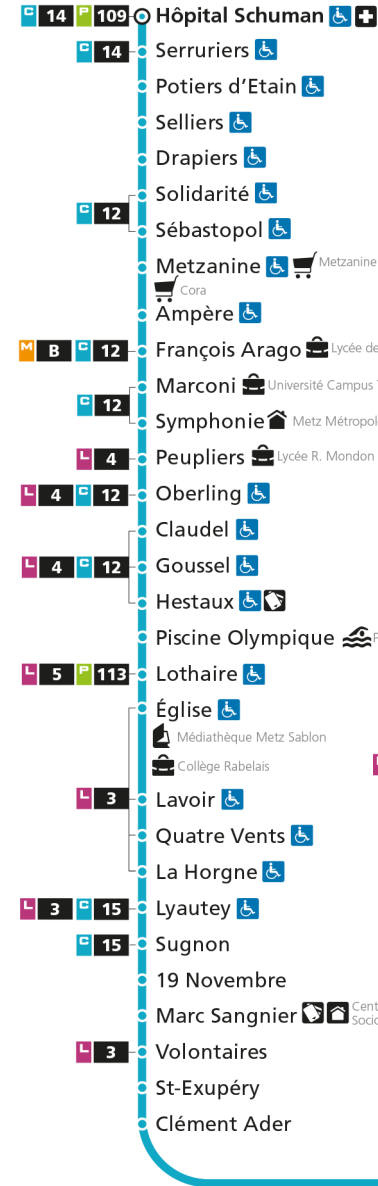 C 14 P 109 Hôpital Schuman
C 14 Serruriers
Potiers d'Etain
Selliers
Drapiers
Solidarité
C 12
Sébastopol
Metzanine Metzanine
Cora
Ampère
M B C 12 François Arago Lycée de
Marconi Université Campus
C 12
Symphonie Metz Métropol
L 4 Peupliers Lycée R. Mondon
L 4 C 12 Oberling
Claudel
L 4 C 12 Goussel
Hestaux
Piscine Olympique
L 5 P 113 Lothaire
Église
Médiathèque Metz Sablon
Collège Rabelais
L 3 Lavoir
Quatre Vents
La Horgne
L 3 C 15 Lyautey
C 15 Sugnon
19 Novembre
Marc Sangnier Cent
Socio
L 3 Volontaires
St-Exupéry
Clément Ader